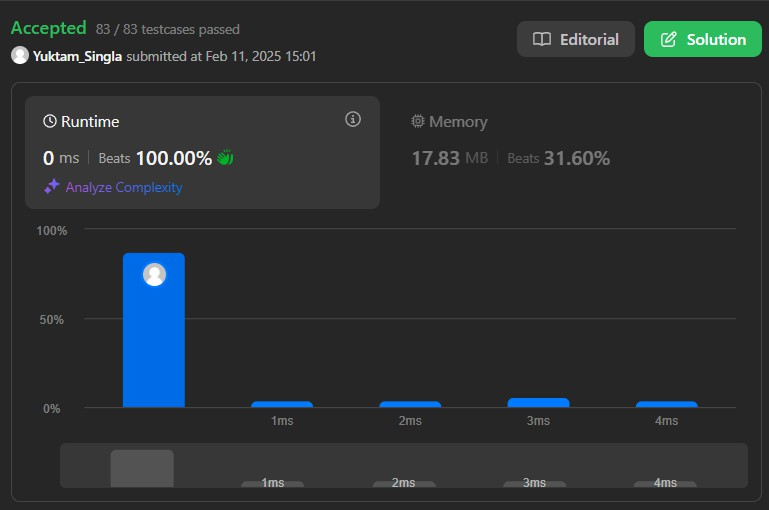 Accepted 83 / 83 testcases passed
Editorial
Solution
Yuktam_Singla submitted at Feb 11, 2025 15:01
Runtime
0 ms | Beats 100.00%
Analyze Complexity
Memory
17.83 MB | Beats 31.60%
100%
50%
0%
1ms 2ms 3ms 4ms
1ms 2ms 3ms 4ms